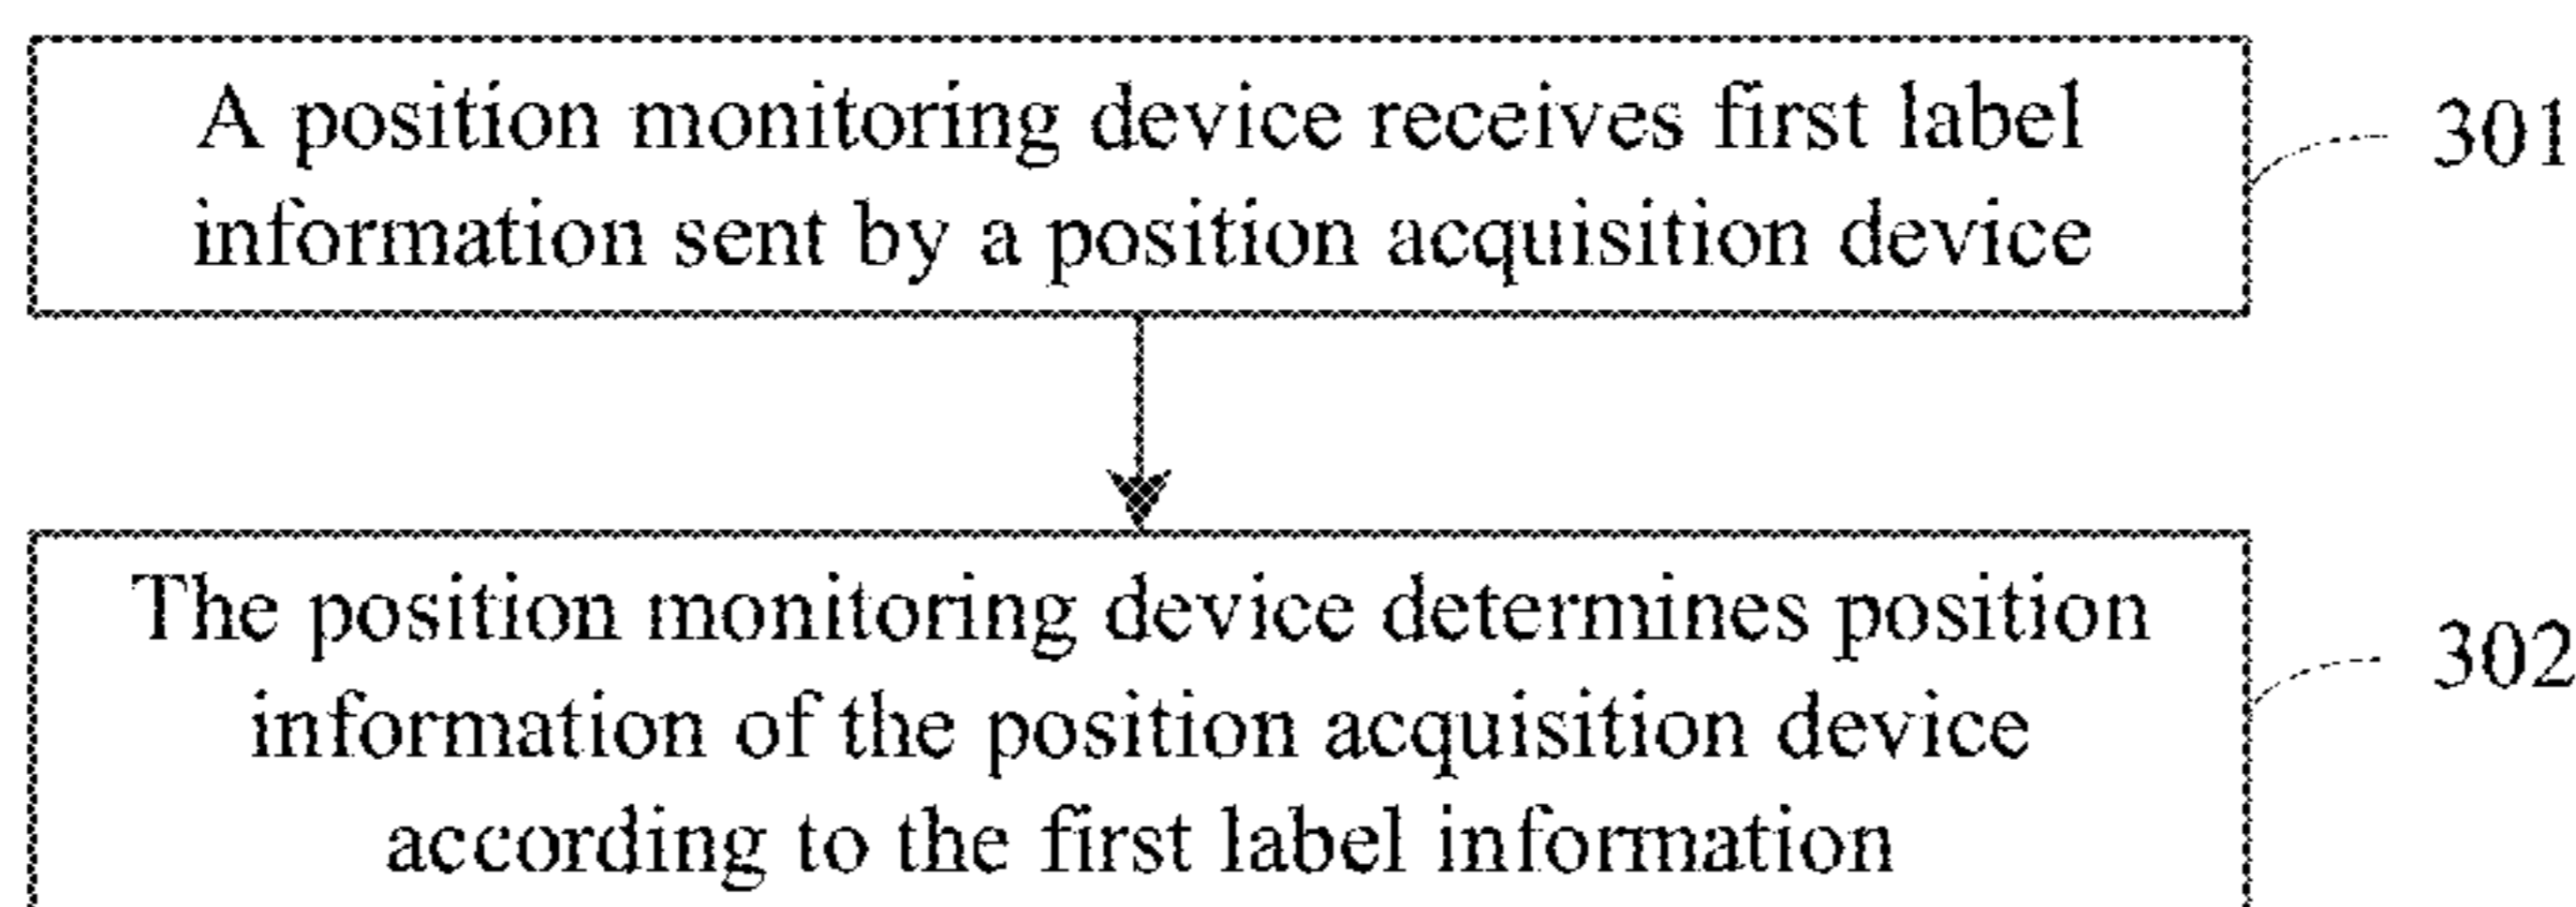 A position monitoring device receives first label
information sent by a position acquisition device
301
The position monitoring device determines position
information of the position acquisition device
according to the first label information
302